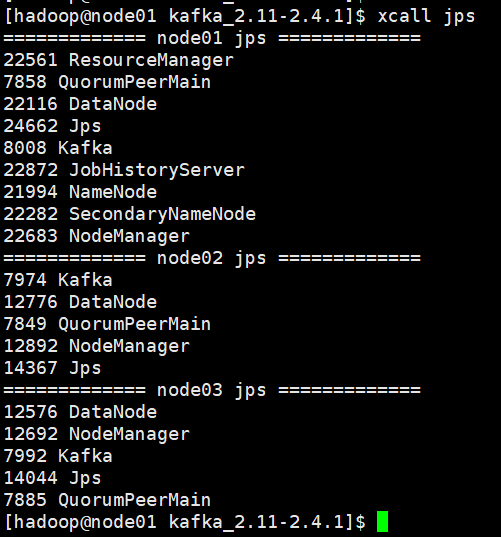 [hadoop@node01 kafka_2.11-2.4.1]$ xcall jps
============= node01 jps =============
22561 ResourceManager
7858 QuorumPeerMain
22116 DataNode
24662 Jps
8008 Kafka
22872 JobHistoryServer
21994 NameNode
22282 SecondaryNameNode
22683 NodeManager
============= node02 jps =============
7974 Kafka
12776 DataNode
7849 QuorumPeerMain
12892 NodeManager
14367 Jps
============= node03 jps =============
12576 DataNode
12692 NodeManager
7992 Kafka
14044 Jps
7885 QuorumPeerMain
[hadoop@node01 kafka_2.11-2.4.1]$